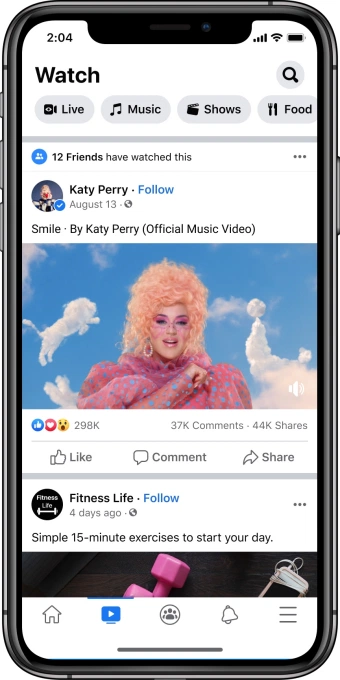 2:04
Watch
Live
Music
Shows
Food
12 Friends have watched this
Katy Perry · Follow
August 13 ·
Smile · By Katy Perry (Official Music Video)
298K
37K Comments · 44K Shares
Like
Comment
Share
Fitness Life
Fitness Life · Follow
4 days ago ·
Simple 15-minute exercises to start your day.